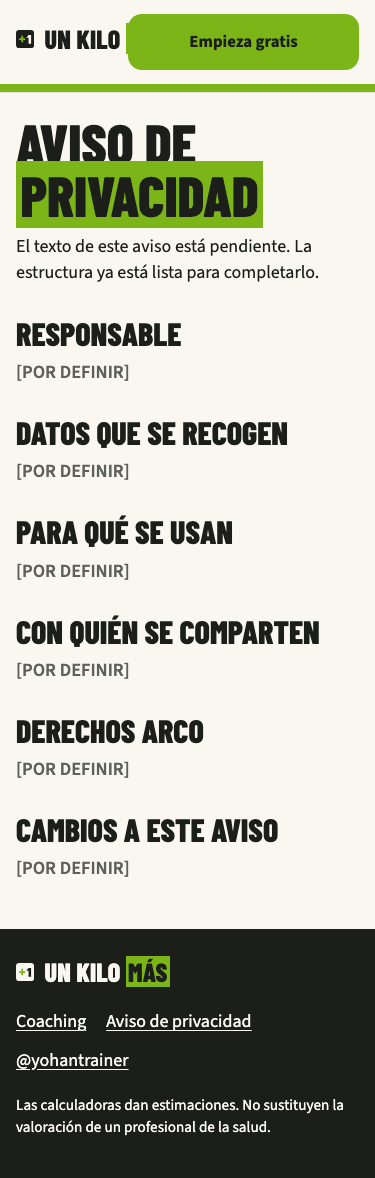 +1 UN KILO
Empieza gratis
AVISO DE
PRIVACIDAD
El texto de este aviso está pendiente. La
estructura ya está lista para completarlo.
RESPONSABLE
[POR DEFINIR]
DATOS QUE SE RECOGEN
[POR DEFINIR]
PARA QUÉ SE USAN
[POR DEFINIR]
CON QUIÉN SE COMPARTEN
[POR DEFINIR]
DERECHOS ARCO
[POR DEFINIR]
CAMBIOS A ESTE AVISO
[POR DEFINIR]
+1 UN KILO MÁS
Coaching Aviso de privacidad
@yohantrainer
Las calculadoras dan estimaciones. No sustituyen la
valoración de un profesional de la salud.